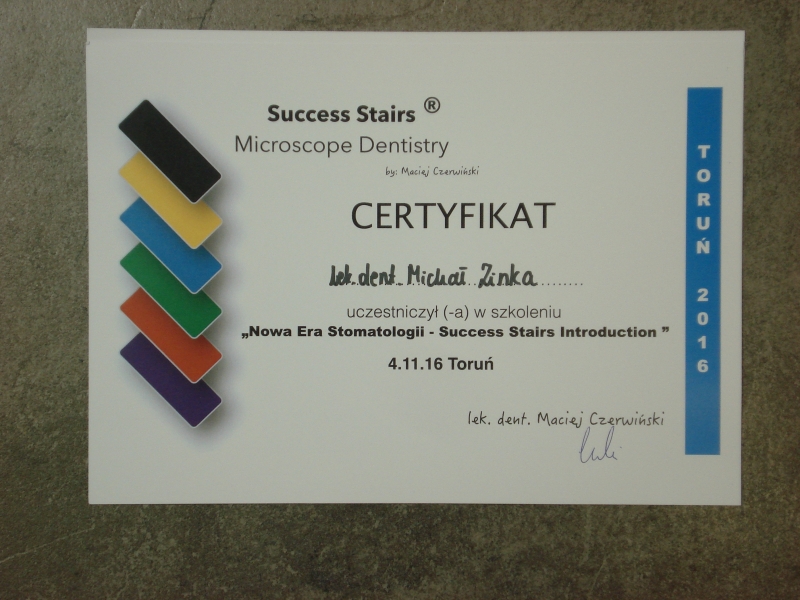 Success Stairs ®
Microscope Dentistry
by: Maciej Czerwiński
CERTYFIKAT
lek. dent. Michał Zinka
uczestniczył (-a) w szkoleniu
„Nowa Era Stomatologii - Success Stairs Introduction ”
4.11.16 Toruń
lek. dent. Maciej Czerwiński
TORUŃ 2016